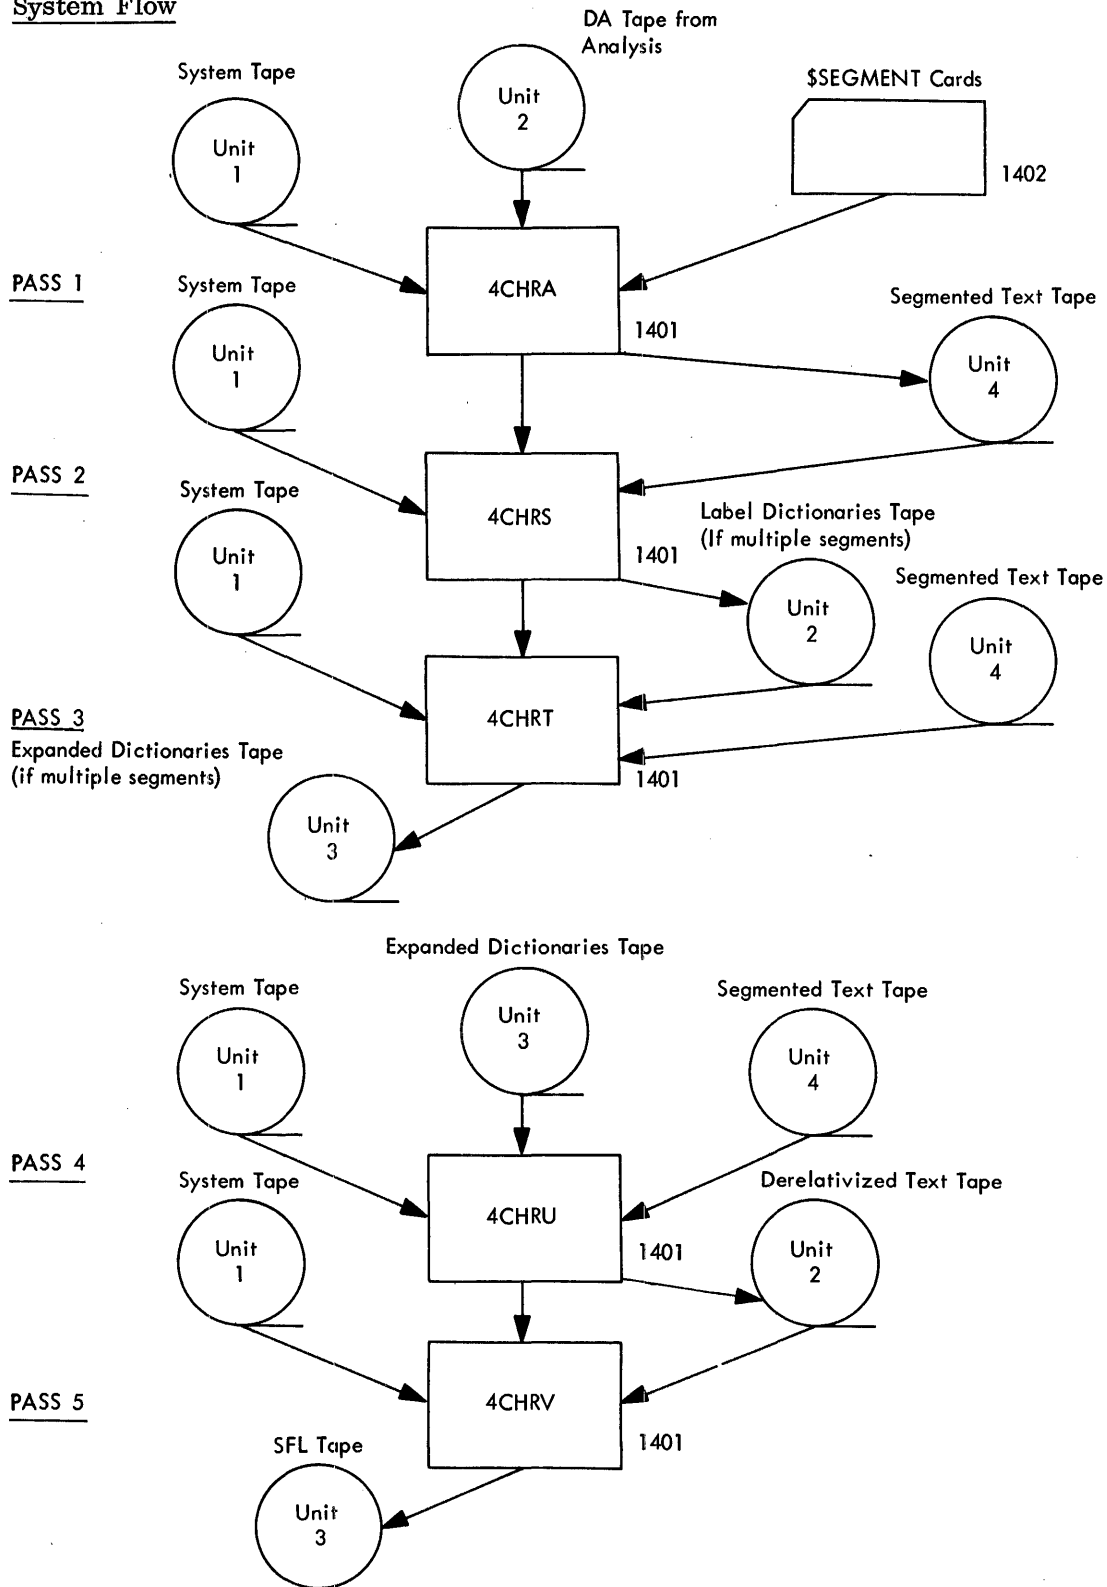 System Flow
DA Tape from
Analysis
System Tape
$SEGMENT Cards
Unit
2
Unit
1
1402
PASS 1
System Tape
4CHRA
Segmented Text Tape
1401
Unit
1
Unit
4
PASS 2
System Tape
4CHRS
Label Dictionaries Tape
(If multiple segments)
1401
Unit
1
Segmented Text Tape
Unit
2
Unit
4
PASS 3
4CHRT
Expanded Dictionaries Tape
(if multiple segments)
1401
Unit
3
Expanded Dictionaries Tape
System Tape
Segmented Text Tape
Unit
3
Unit
1
Unit
4
PASS 4
System Tape
Derelativized Text Tape
4CHRU
1401
Unit
1
Unit
2
PASS 5
4CHRV
1401
SFL Tape
Unit
3